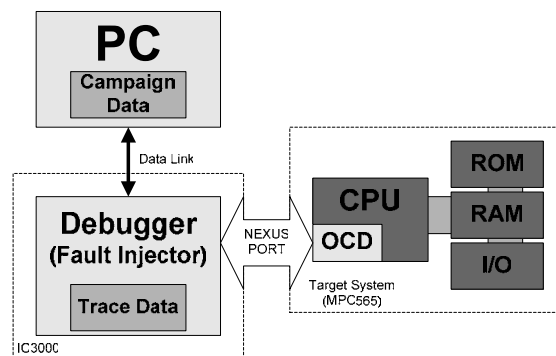 PC
Campaign
Data
Data Link
Debugger
(Fault Injector)
Trace Data
IC3000
NEXUS
PORT
CPU
OCD
ROM
RAM
I/O
Target System
(MPC565)